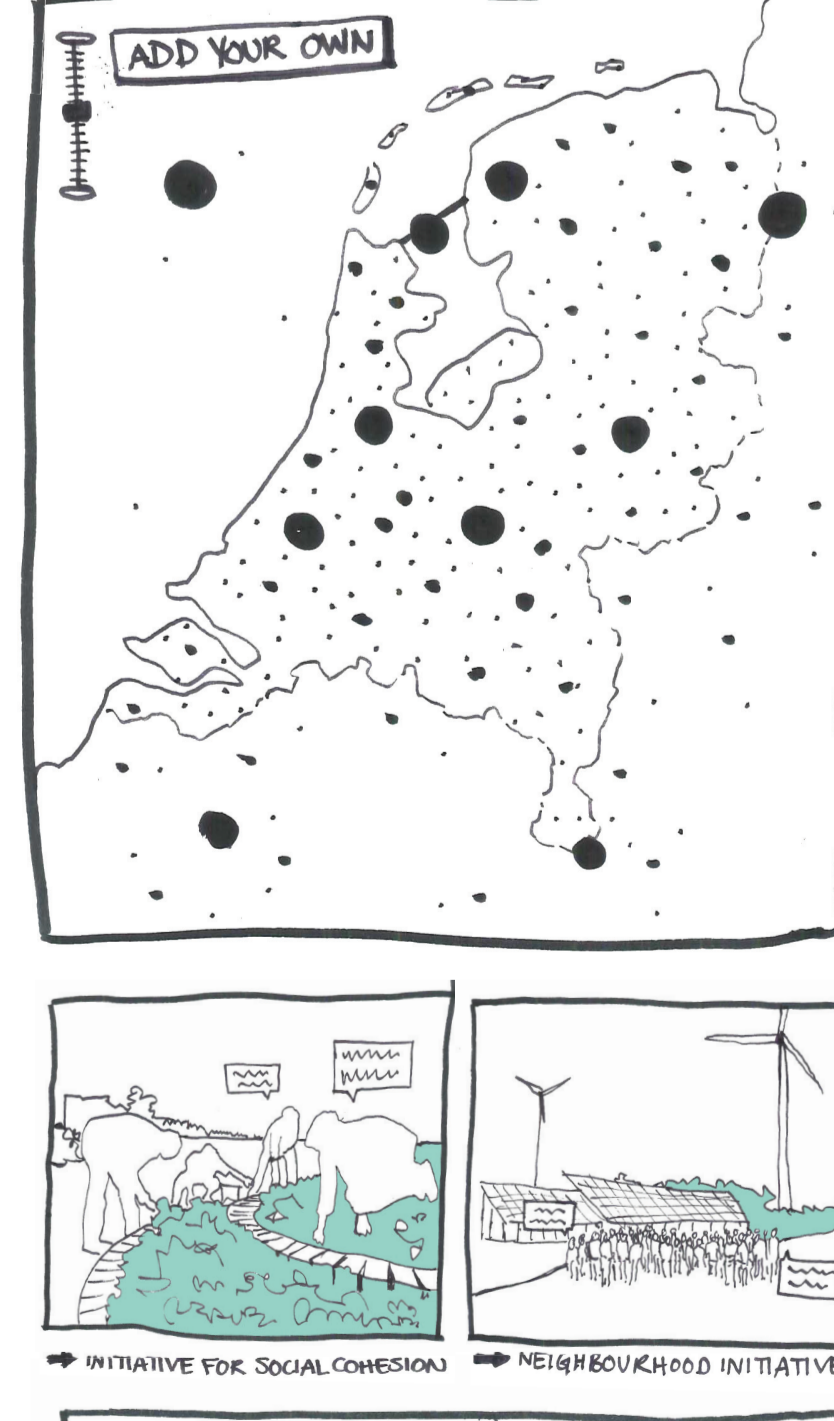 ADD YOUR OWN
➡ INITIATIVE FOR SOCIAL COHESION
➡ NEIGHBOURHOOD INITIATIVE